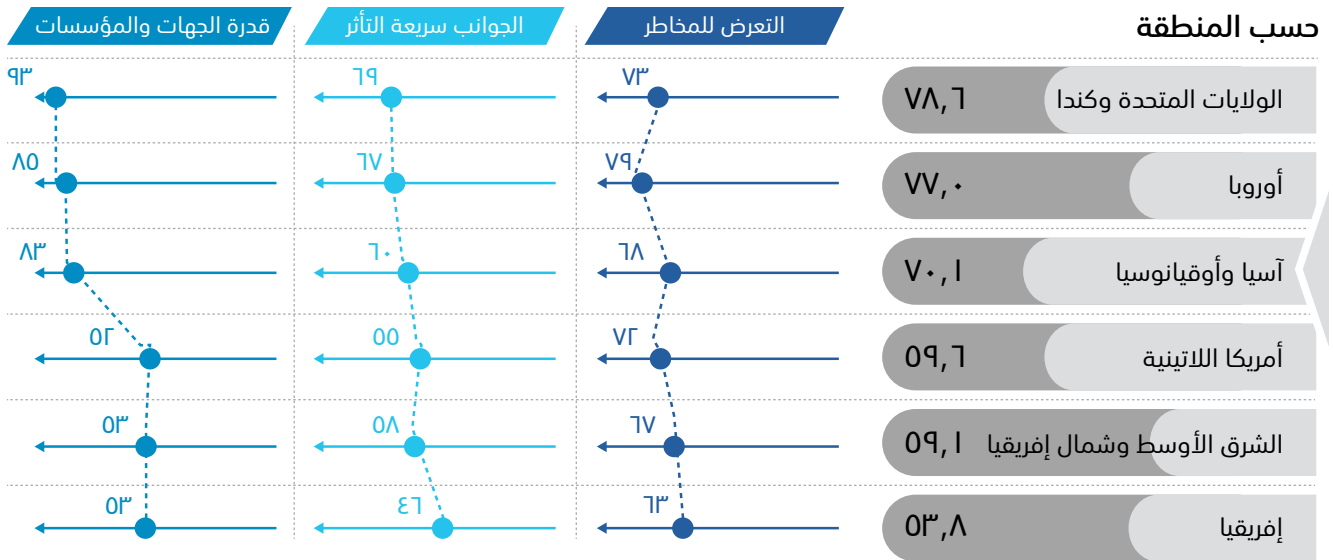 حسب المنطقة التعرض للمخاطر الجوانب سريعة التأثر قدرة الجهات والمؤسسات
الولايات المتحدة وكندا ٧٨,٦ ٧٣ ٦٩ ٩٣
أوروبا ٧٧,٠ ٧٩ ٦٧ ٨٥
آسيا وأوقيانوسيا ٧٠,١ ٦٨ ٦٠ ٨٣
أمريكا اللاتينية ٥٩,٦ ٧٢ ٥٥ ٥٢
الشرق الأوسط وشمال إفريقيا ٥٩,١ ٦٧ ٥٨ ٥٣
إفريقيا ٥٣,٨ ٦٣ ٤٦ ٥٣